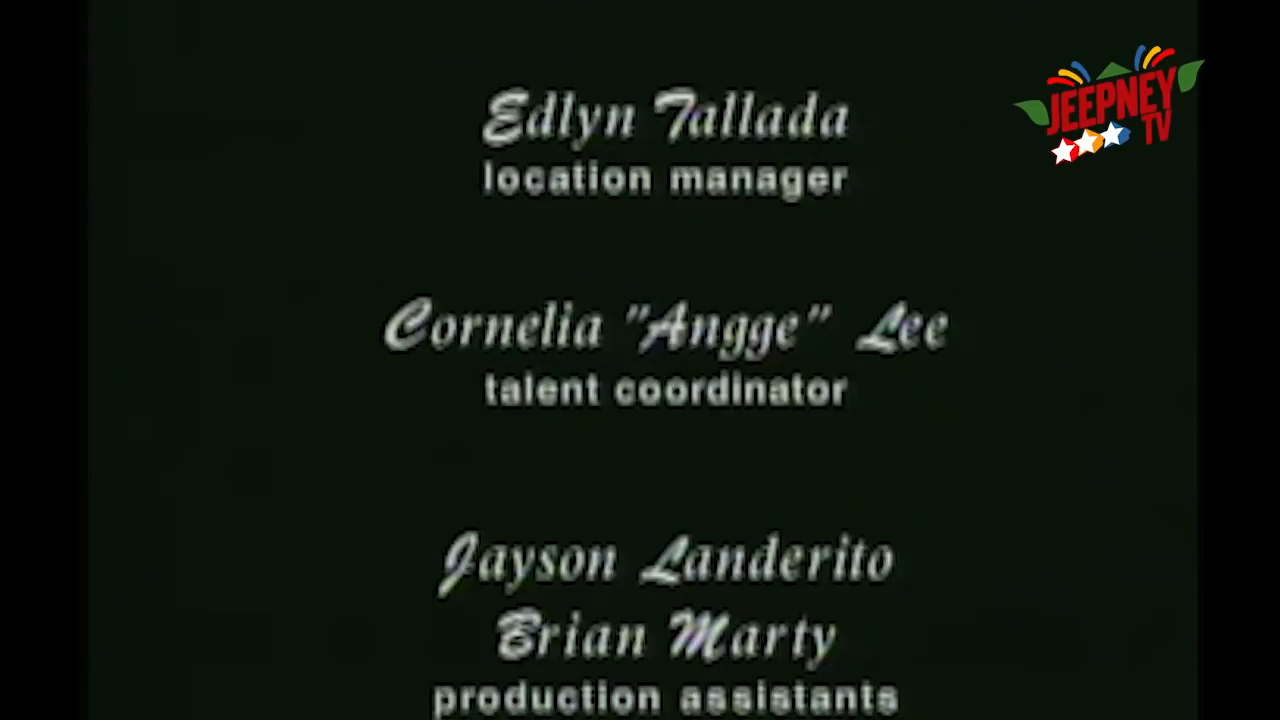 JEEPNEY
TV
Edlyn Tallada
location manager
Cornelia "Angge" Lee
talent coordinator
Jayson Landerito
Brian Marty
production assistants